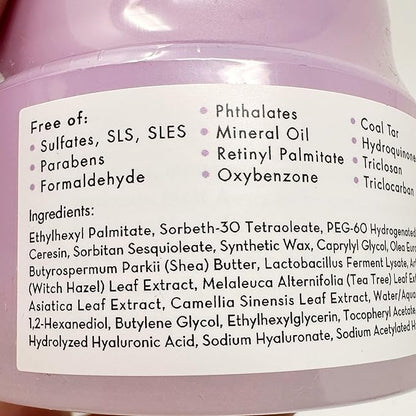 Free of:
• Sulfates, SLS, SLES
• Parabens
• Formaldehyde
• Phthalates
• Mineral Oil
• Retinyl Palmitate
• Oxybenzone
• Coal Tar
• Hydroquinone
• Triclosan
• Triclocarban
Ingredients:
Ethylhexyl Palmitate, Sorbeth-30 Tetraoleate, PEG-60 Hydrogenated
Ceresin, Sorbitan Sesquioleate, Synthetic Wax, Caprylyl Glycol, Olea
Butyrospermum Parkii (Shea) Butter, Lactobacillus Ferment Lysate,
(Witch Hazel) Leaf Extract, Melaleuca Alternifolia (Tea Tree) Leaf
Asiatica Leaf Extract, Camellia Sinensis Leaf Extract, Water/Aqua
1,2-Hexanediol, Butylene Glycol, Ethylhexylglycerin, Tocopheryl Acetate,
Hydrolyzed Hyaluronic Acid, Sodium Hyaluronate, Sodium Acetylated